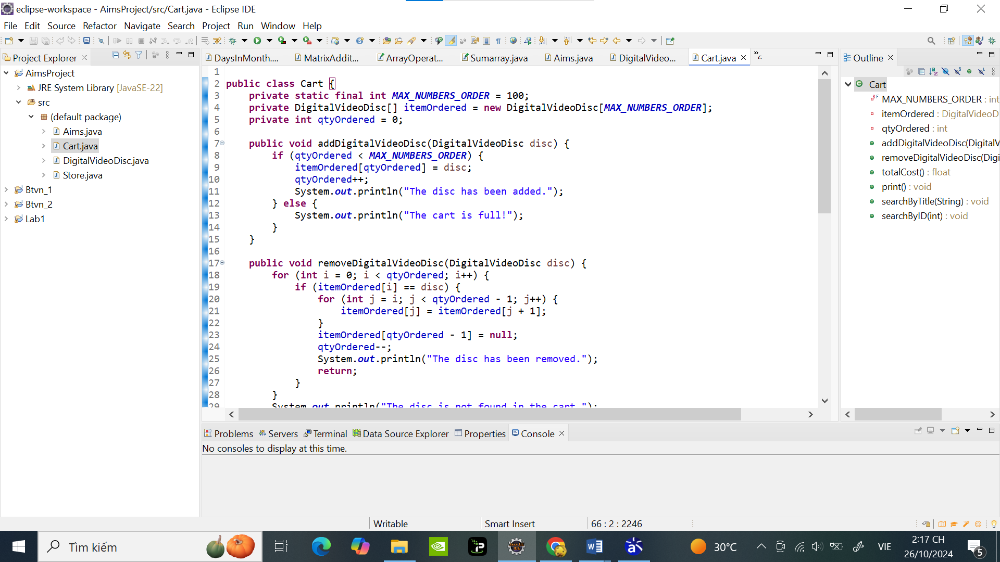 eclipse-workspace - AimsProject/src/Cart.java - Eclipse IDE
File Edit Source Refactor Navigate Search Project Run Window Help
Project Explorer
AimsProject
JRE System Library [JavaSE-22]
src
(default package)
Aims.java
Cart.java
DigitalVideoDisc.java
Store.java
Btvn_1
Btvn_2
Lab1
DaysInMonth.... MatrixAddit... ArrayOperat... Sumarray.java Aims.java DigitalVideo... Cart.java
1
2 public class Cart {
3 private static final int MAX_NUMBERS_ORDER = 100;
4 private DigitalVideoDisc[] itemOrdered = new DigitalVideoDisc[MAX_NUMBERS_ORDER];
5 private int qtyOrdered = 0;
6
7 public void addDigitalVideoDisc(DigitalVideoDisc disc) {
8 if (qtyOrdered < MAX_NUMBERS_ORDER) {
9 itemOrdered[qtyOrdered] = disc;
10 qtyOrdered++;
11 System.out.println("The disc has been added.");
12 } else {
13 System.out.println("The cart is full!");
14 }
15 }
16
17 public void removeDigitalVideoDisc(DigitalVideoDisc disc) {
18 for (int i = 0; i < qtyOrdered; i++) {
19 if (itemOrdered[i] == disc) {
20 for (int j = i; j < qtyOrdered - 1; j++) {
21 itemOrdered[j] = itemOrdered[j + 1];
22 }
23 itemOrdered[qtyOrdered - 1] = null;
24 qtyOrdered--;
25 System.out.println("The disc has been removed.");
26 return;
27 }
28 }
29 System.out.println("The disc is not found in the cart.");
Outline
Cart
MAX_NUMBERS_ORDER : int
itemOrdered : DigitalVideoD
qtyOrdered : int
addDigitalVideoDisc(DigitalV
removeDigitalVideoDisc(Digi
totalCost() : float
print() : void
searchByTitle(String) : void
searchByID(int) : void
Problems Servers Terminal Data Source Explorer Properties Console
No consoles to display at this time.
Writable Smart Insert 66 : 2 : 2246
Tìm kiếm
30°C
VIE
2:17 CH
26/10/2024
5